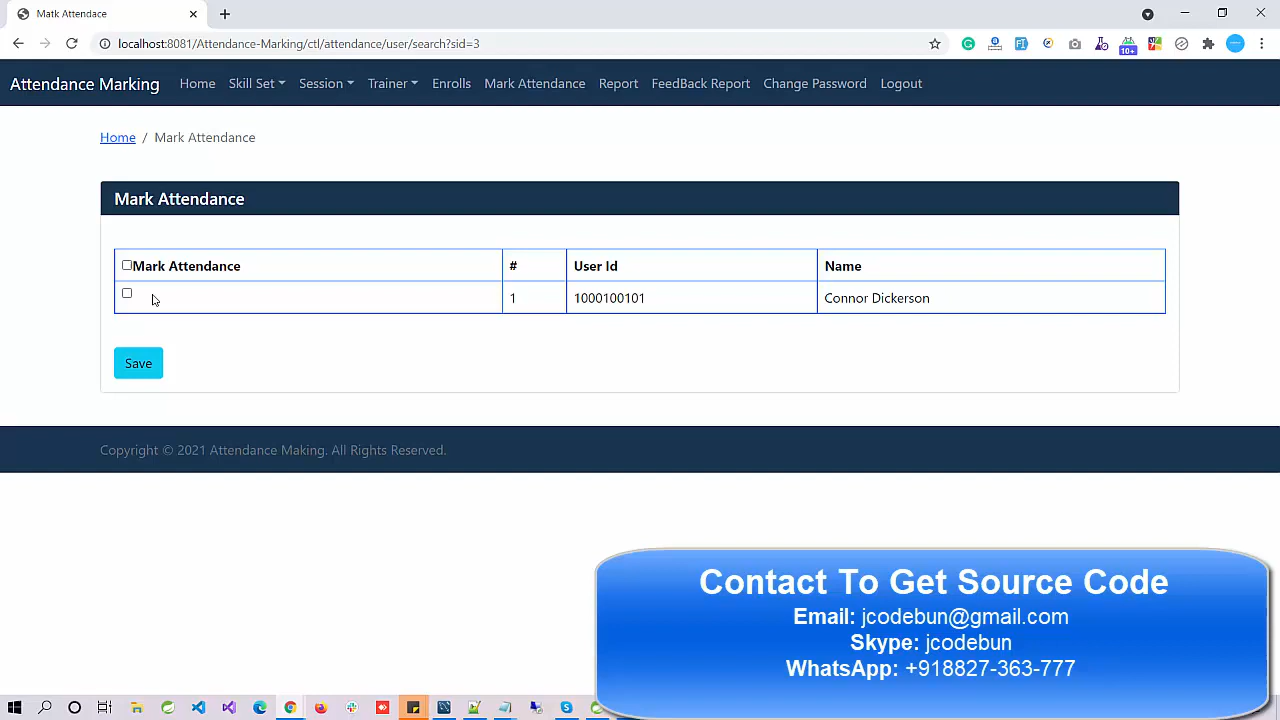 Matk Attendace
localhost:8081/Attendance-Marking/ctl/attendance/user/search?sid=3
10+
Attendance Marking Home Skill Set Session Trainer Enrolls Mark Attendance Report FeedBack Report Change Password Logout
Home / Mark Attendance
Mark Attendance
Mark Attendance # User Id Name
1 1000100101 Connor Dickerson
Save
Copyright © 2021 Attendance Making. All Rights Reserved.
Contact To Get Source Code
Email: jcodebun@gmail.com
Skype: jcodebun
WhatsApp: +918827-363-777